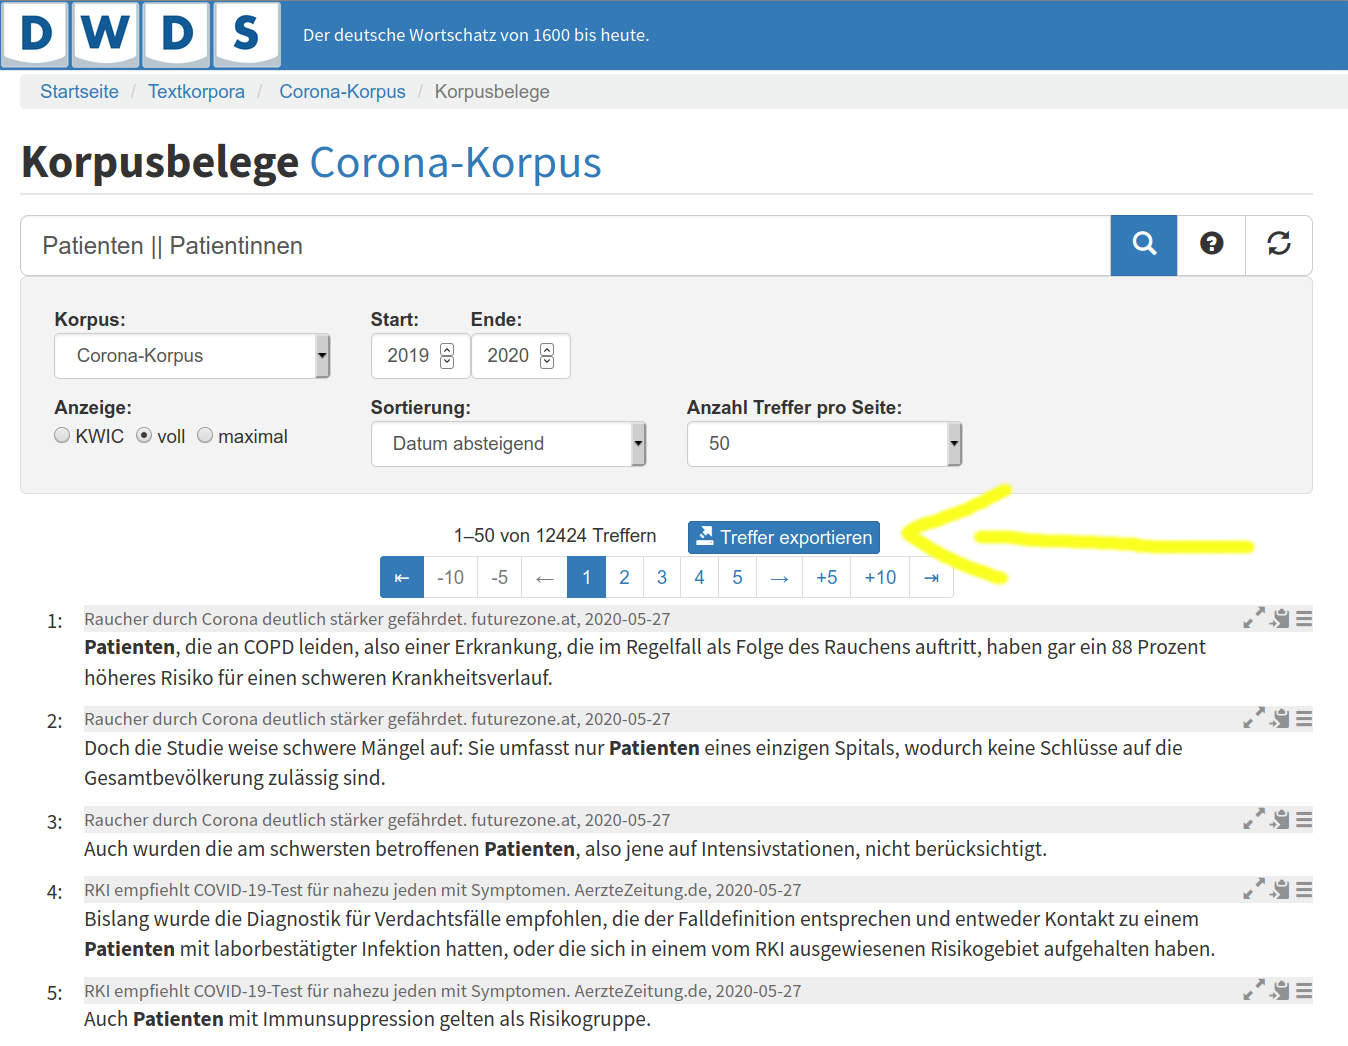 DWDS Der deutsche Wortschatz von 1600 bis heute.
Startseite / Textkorpora / Corona-Korpus / Korpusbelege
Korpusbelege Corona-Korpus
Patienten || Patientinnen
Korpus: Start: Ende:
Corona-Korpus 2019 2020
Anzeige: Sortierung: Anzahl Treffer pro Seite:
KWIC voll maximal Datum absteigend 50
1–50 von 12424 Treffern Treffer exportieren
⇤ -10 -5 ← 1 2 3 4 5 → +5 +10 ⇥
1: Raucher durch Corona deutlich stärker gefährdet. futurezone.at, 2020-05-27
Patienten, die an COPD leiden, also einer Erkrankung, die im Regelfall als Folge des Rauchens auftritt, haben gar ein 88 Prozent
höheres Risiko für einen schweren Krankheitsverlauf.
2: Raucher durch Corona deutlich stärker gefährdet. futurezone.at, 2020-05-27
Doch die Studie weise schwere Mängel auf: Sie umfasst nur Patienten eines einzigen Spitals, wodurch keine Schlüsse auf die
Gesamtbevölkerung zulässig sind.
3: Raucher durch Corona deutlich stärker gefährdet. futurezone.at, 2020-05-27
Auch wurden die am schwersten betroffenen Patienten, also jene auf Intensivstationen, nicht berücksichtigt.
4: RKI empfiehlt COVID-19-Test für nahezu jeden mit Symptomen. AerzteZeitung.de, 2020-05-27
Bislang wurde die Diagnostik für Verdachtsfälle empfohlen, die der Falldefinition entsprechen und entweder Kontakt zu einem
Patienten mit laborbestätigter Infektion hatten, oder die sich in einem vom RKI ausgewiesenen Risikogebiet aufgehalten haben.
5: RKI empfiehlt COVID-19-Test für nahezu jeden mit Symptomen. AerzteZeitung.de, 2020-05-27
Auch Patienten mit Immunsuppression gelten als Risikogruppe.